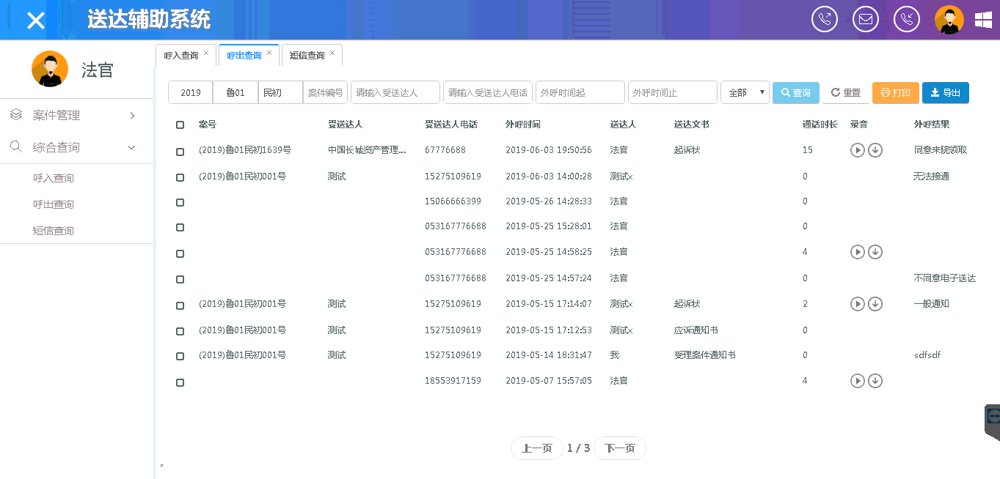 送达辅助系统
法官
案件管理
综合查询
呼入查询
呼出查询
短信查询
呼入查询 × 呼出查询 × 短信查询 ×
2019 鲁01 民初 案件编号 请输入受送达人 请输入受送达人电话 外呼时间起 外呼时间止 全部 查询 重置 打印 导出
案号 受送达人 受送达人电话 外呼时间 送达人 送达文书 通话时长 录音 外呼结果
(2019)鲁01民初1639号 中国长城资产管理... 67776688 2019-06-03 19:50:56 法官 起诉状 15 同意来院领取
(2019)鲁01民初001号 测试 15275109619 2019-06-03 14:00:28 测试x 0 无法接通
15066666399 2019-05-26 14:28:33 法官 0
053167776688 2019-05-25 15:28:01 法官 0
053167776688 2019-05-25 14:58:25 法官 4
053167776688 2019-05-25 14:57:24 法官 0 不同意电子送达
(2019)鲁01民初001号 测试 15275109619 2019-05-15 17:14:07 测试x 起诉状 2 一般通知
(2019)鲁01民初001号 测试 15275109619 2019-05-15 17:12:53 测试x 应诉通知书 0
(2019)鲁01民初001号 测试 15275109619 2019-05-14 18:31:47 我 受理案件通知书 0 sdfsdf
18553917159 2019-05-07 15:57:05 法官 4
上一页 1 / 3 下一页